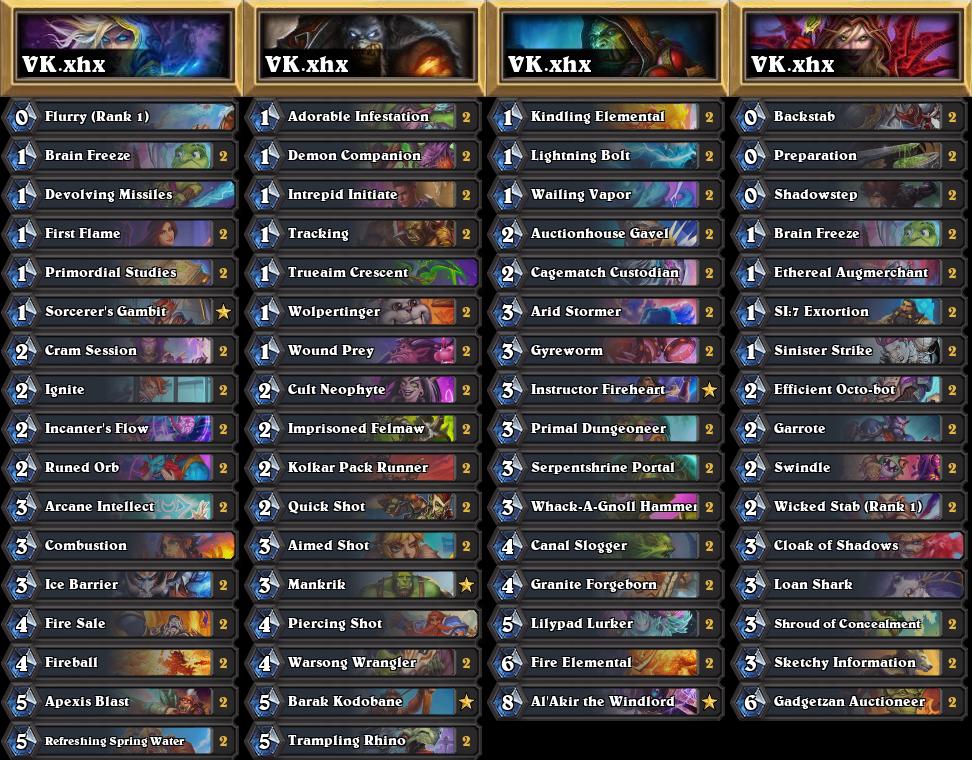 VK.xhx
0 Flurry (Rank 1)
1 Brain Freeze 2
1 Devolving Missiles 2
1 First Flame 2
1 Primordial Studies 2
1 Sorcerer's Gambit
2 Cram Session 2
2 Ignite 2
2 Incanter's Flow 2
2 Runed Orb 2
3 Arcane Intellect 2
3 Combustion
3 Ice Barrier 2
4 Fire Sale 2
4 Fireball 2
5 Apexis Blast 2
5 Refreshing Spring Water 2
VK.xhx
1 Adorable Infestation 2
1 Demon Companion 2
1 Intrepid Initiate 2
1 Tracking 2
1 Trueaim Crescent
1 Wolpertinger 2
1 Wound Prey 2
2 Cult Neophyte 2
2 Imprisoned Felmaw 2
2 Kolkar Pack Runner 2
2 Quick Shot 2
3 Aimed Shot 2
3 Mankrik
4 Piercing Shot
4 Warsong Wrangler 2
5 Barak Kodobane
5 Trampling Rhino 2
VK.xhx
1 Kindling Elemental 2
1 Lightning Bolt 2
1 Wailing Vapor 2
2 Auctionhouse Gavel 2
2 Cagematch Custodian 2
3 Arid Stormer 2
3 Gyreworm 2
3 Instructor Fireheart
3 Primal Dungeoneer 2
3 Serpentshrine Portal 2
3 Whack-A-Gnoll Hammer 2
4 Canal Slogger 2
4 Granite Forgeborn 2
5 Lilypad Lurker 2
6 Fire Elemental 2
8 Al'Akir the Windlord
VK.xhx
0 Backstab 2
0 Preparation 2
0 Shadowstep 2
1 Brain Freeze 2
1 Ethereal Augmerchant 2
1 SI:7 Extortion 2
1 Sinister Strike 2
2 Efficient Octo-bot 2
2 Garrote 2
2 Swindle 2
2 Wicked Stab (Rank 1) 2
3 Cloak of Shadows
3 Loan Shark
3 Shroud of Concealment 2
3 Sketchy Information 2
6 Gadgetzan Auctioneer 2